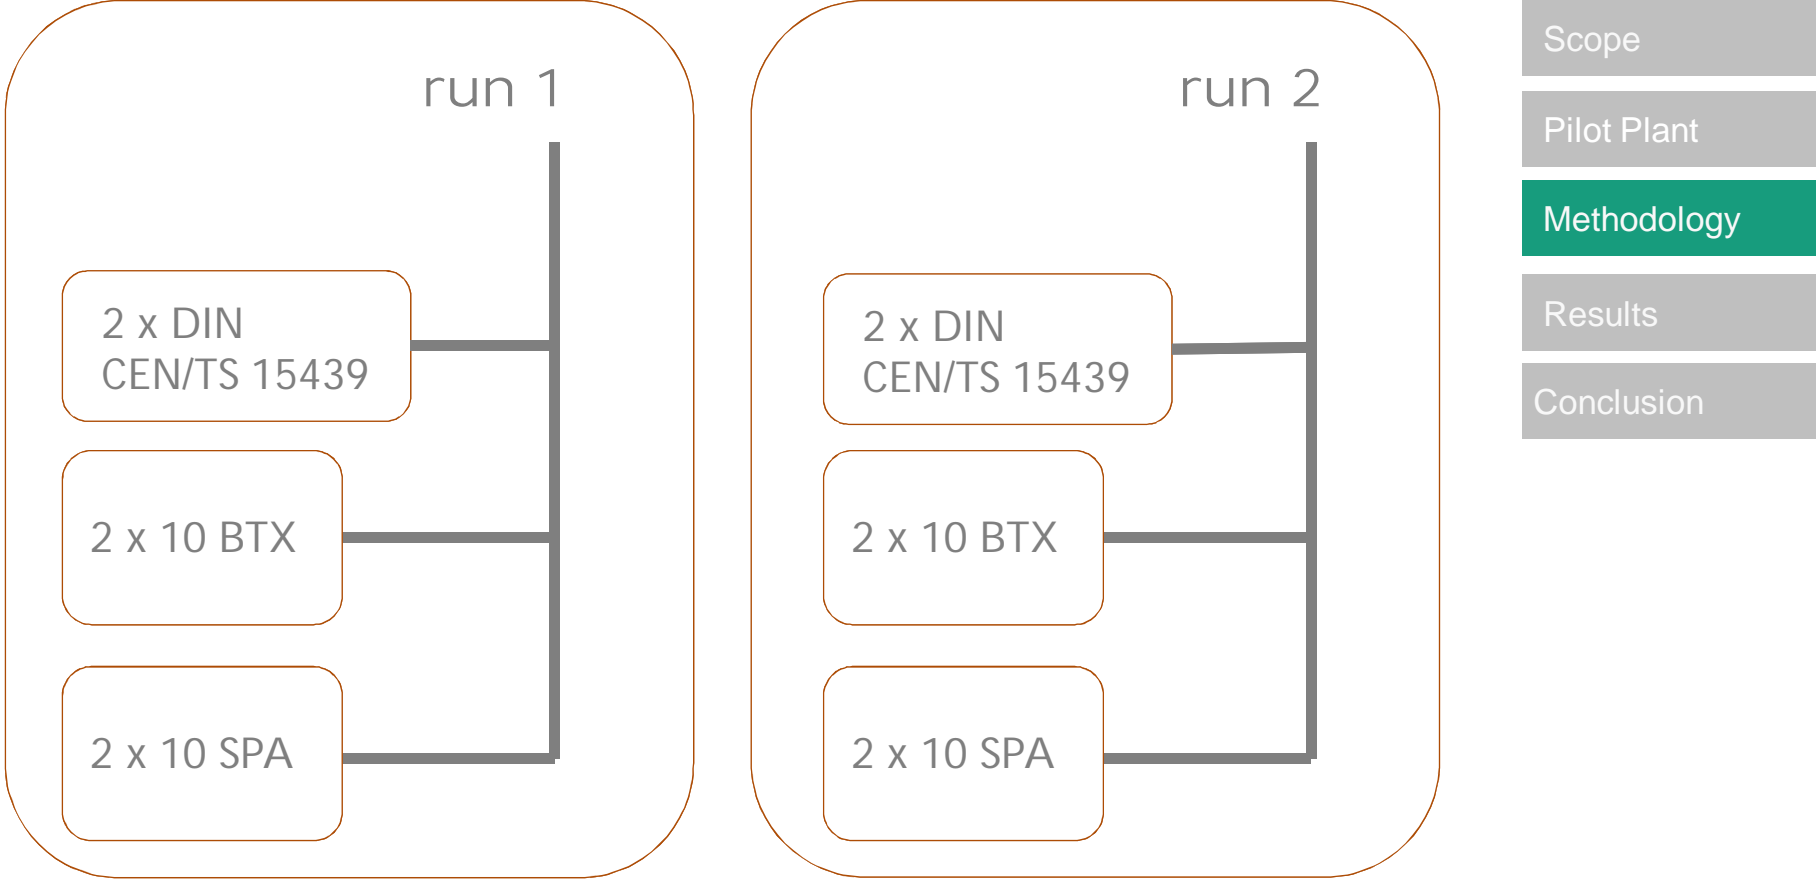 run 1
2 x DIN
CEN/TS 15439
2 x 10 BTX
2 x 10 SPA
run 2
2 x DIN
CEN/TS 15439
2 x 10 BTX
2 x 10 SPA
Scope
Pilot Plant
Methodology
Results
Conclusion